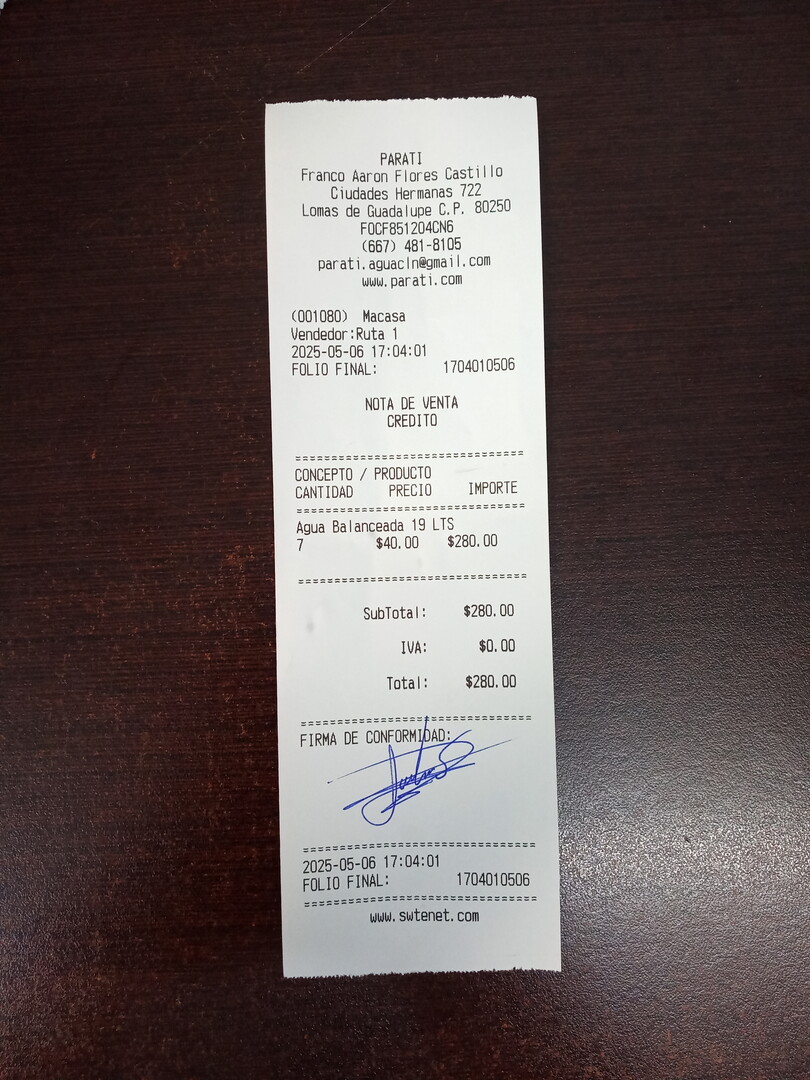 PARATI
Franco Aaron Flores Castillo
Ciudades Hermanas 722
Lomas de Guadalupe C.P. 80250
FOCF851204CN6
(667) 481-8105
parati.aguacln@gmail.com
www.parati.com
(001080) Macasa
Vendedor:Ruta 1
2025-05-06 17:04:01
FOLIO FINAL: 1704010506
NOTA DE VENTA
CREDITO
================================
CONCEPTO / PRODUCTO
CANTIDAD PRECIO IMPORTE
================================
Agua Balanceada 19 LTS
7 $40.00 $280.00
================================
SubTotal: $280.00
IVA: $0.00
Total: $280.00
================================
FIRMA DE CONFORMIDAD:
================================
2025-05-06 17:04:01
FOLIO FINAL: 1704010506
================================
www.swtenet.com